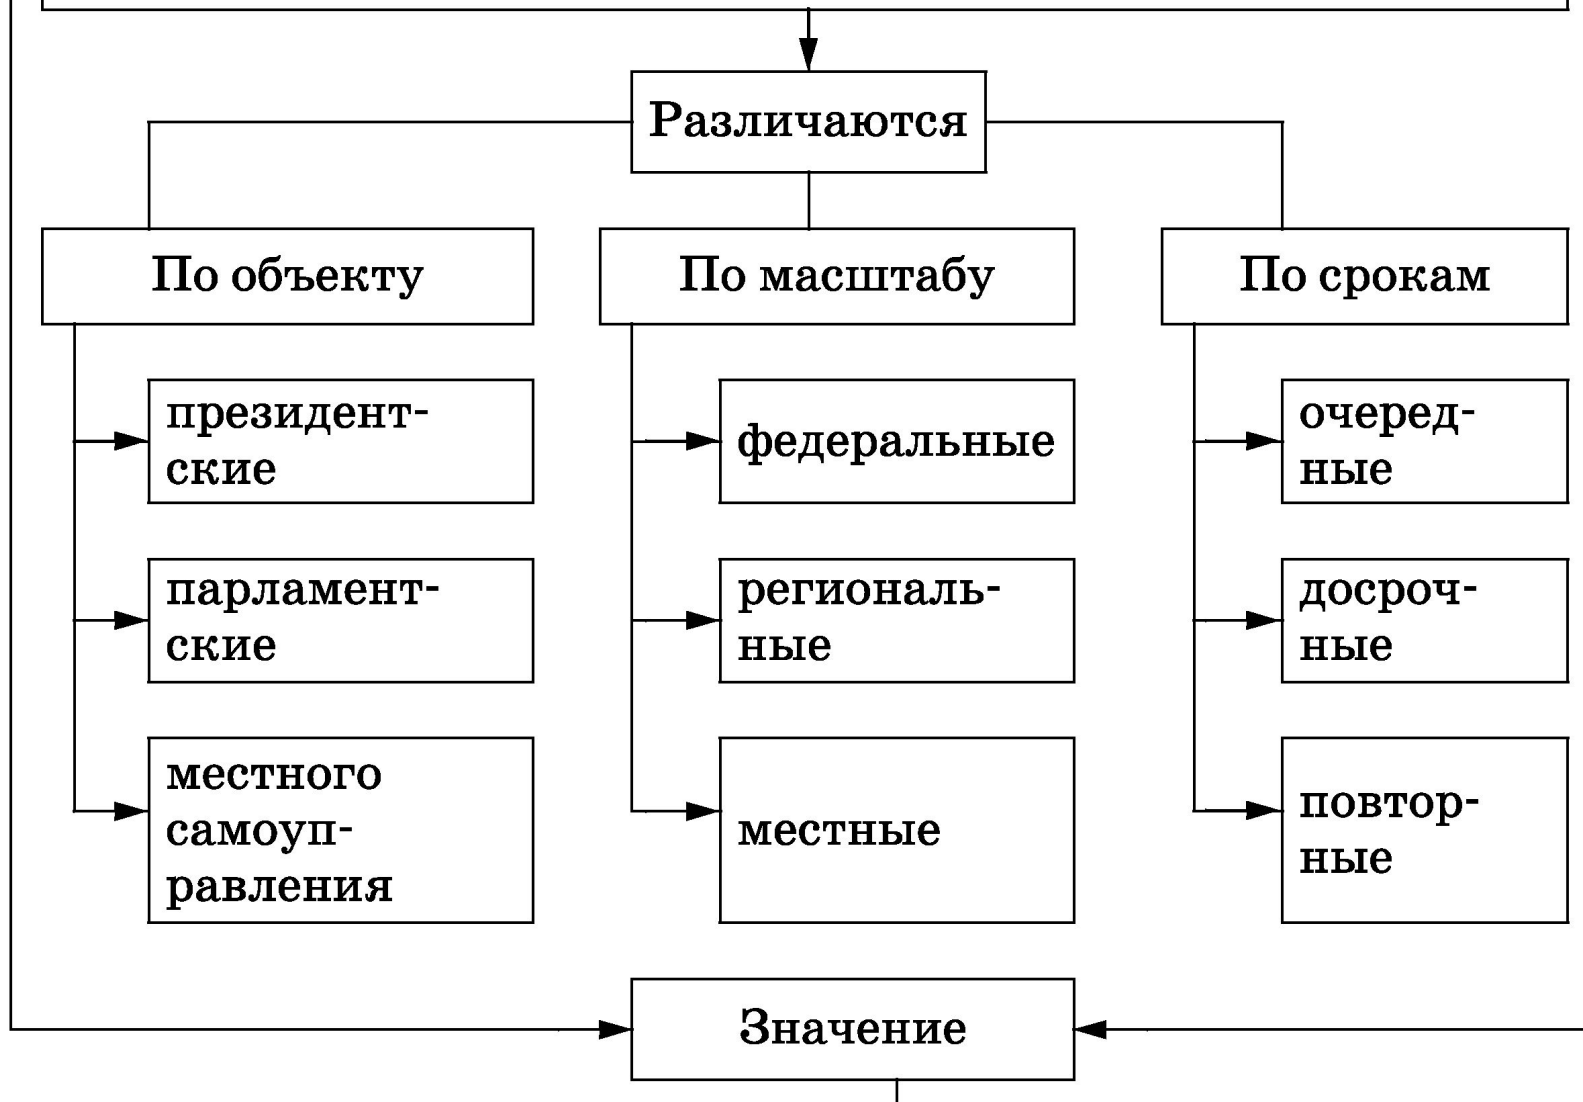 Различаются
По объекту
президент-
ские
парламент-
ские
местного
самоуп-
равления
По масштабу
федеральные
региональ-
ные
местные
По срокам
очеред-
ные
досроч-
ные
повтор-
ные
Значение